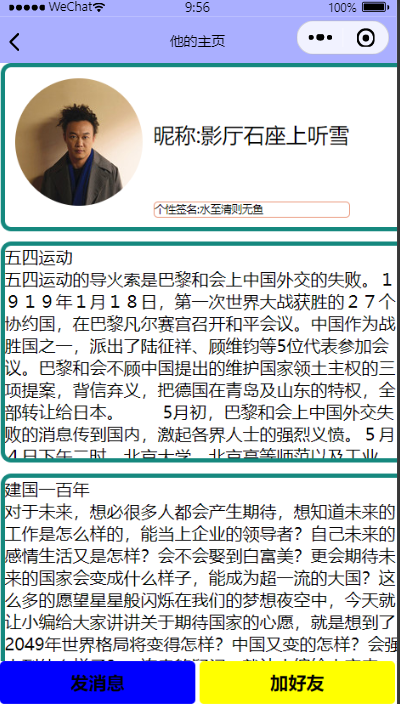 WeChat 9:56 100%
他的主页
昵称:影厅石座上听雪
个性签名:水至清则无鱼
五四运动
五四运动的导火索是巴黎和会上中国外交的失败。１
９１９年１月１８日，第一次世界大战获胜的２７个
协约国，在巴黎凡尔赛宫召开和平会议。中国作为战
胜国之一，派出了陆征祥、顾维钧等5位代表参加会
议。巴黎和会不顾中国提出的维护国家领土主权的三
项提案，背信弃义，把德国在青岛及山东的特权，全
部转让给日本。 5月初，巴黎和会上中国外交失
败的消息传到国内，激起各界人士的强烈义愤。５月
４日下午二时，北京大学、北京高等师范以及工业
建国一百年
对于未来，想必很多人都会产生期待，想知道未来的
工作是怎么样的，能当上企业的领导者？自己未来的
感情生活又是怎样？会不会娶到白富美？更会期待未
来的国家会变成什么样子，能成为超一流的大国？这
么多的愿望星星般闪烁在我们的梦想夜空中，今天就
让小编给大家讲讲关于期待国家的心愿，就是想到了
2049年世界格局将变得怎样？中国又变的怎样？会强
发消息
加好友